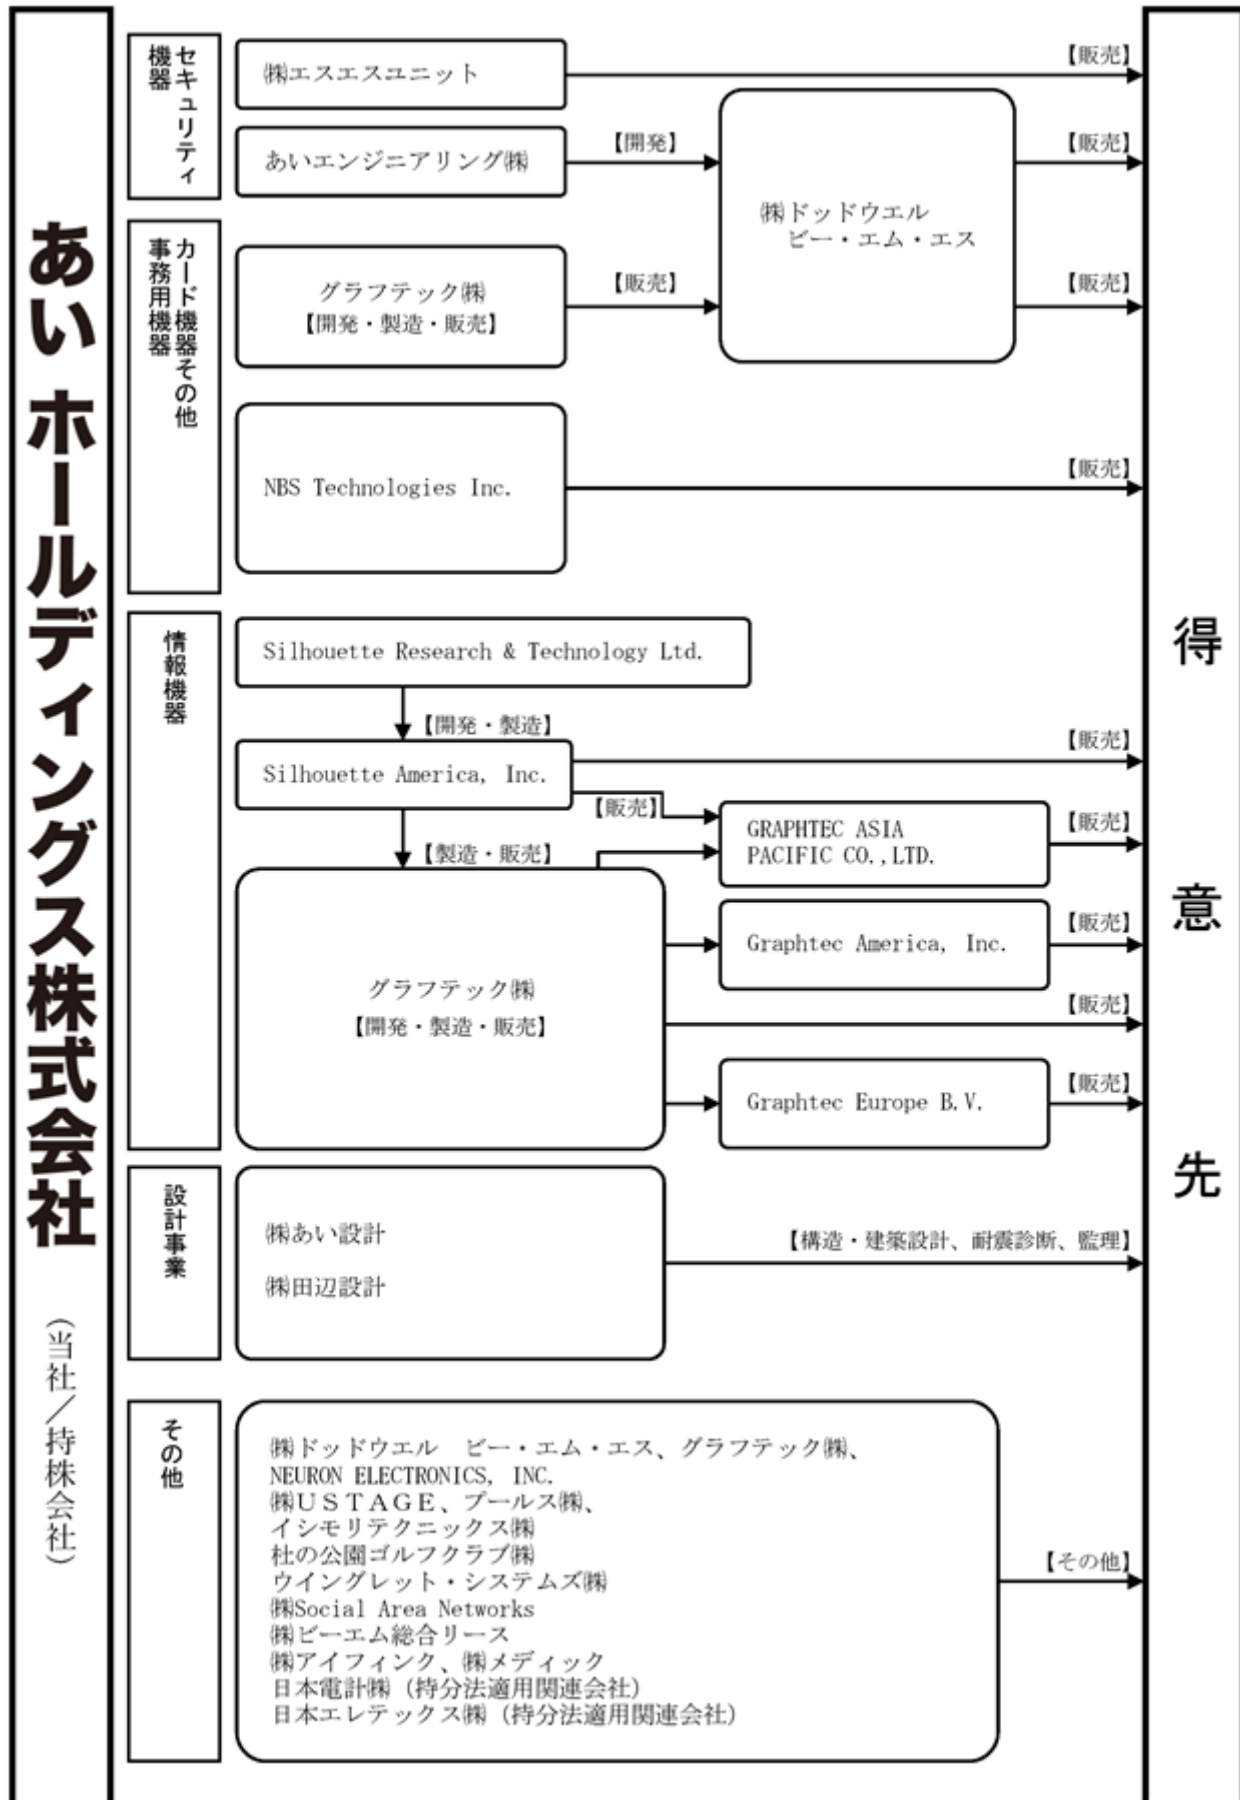 あい ホールディングス株式会社
（当社／持株会社）
セキュリティ
機器
㈱エスエスユニット
【販売】
あいエンジニアリング㈱
【開発】
㈱ドッドウエル
ビー・エム・エス
【販売】
カード機器その他
事務用機器
グラフテック㈱
【開発・製造・販売】
【販売】
【販売】
NBS Technologies Inc.
【販売】
情報機器
Silhouette Research & Technology Ltd.
【開発・製造】
Silhouette America, Inc.
【販売】
【販売】
GRAPHTEC ASIA
PACIFIC CO.,LTD.
【販売】
【製造・販売】
グラフテック㈱
【開発・製造・販売】
Graphtec America, Inc.
【販売】
【販売】
Graphtec Europe B.V.
【販売】
設計事業
㈱あい設計
㈱田辺設計
【構造・建築設計、耐震診断、監理】
その他
㈱ドッドウエル　ビー・エム・エス、グラフテック㈱、
NEURON ELECTRONICS, INC.
㈱ＵＳＴＡＧＥ、プールス㈱、
イシモリテクニックス㈱
杜の公園ゴルフクラブ㈱
ウイングレット・システムズ㈱
㈱Social Area Networks
㈱ビーエム総合リース
㈱アイフィンク、㈱メディック
日本電計㈱（持分法適用関連会社）
日本エレテックス㈱（持分法適用関連会社）
【その他】
得意先